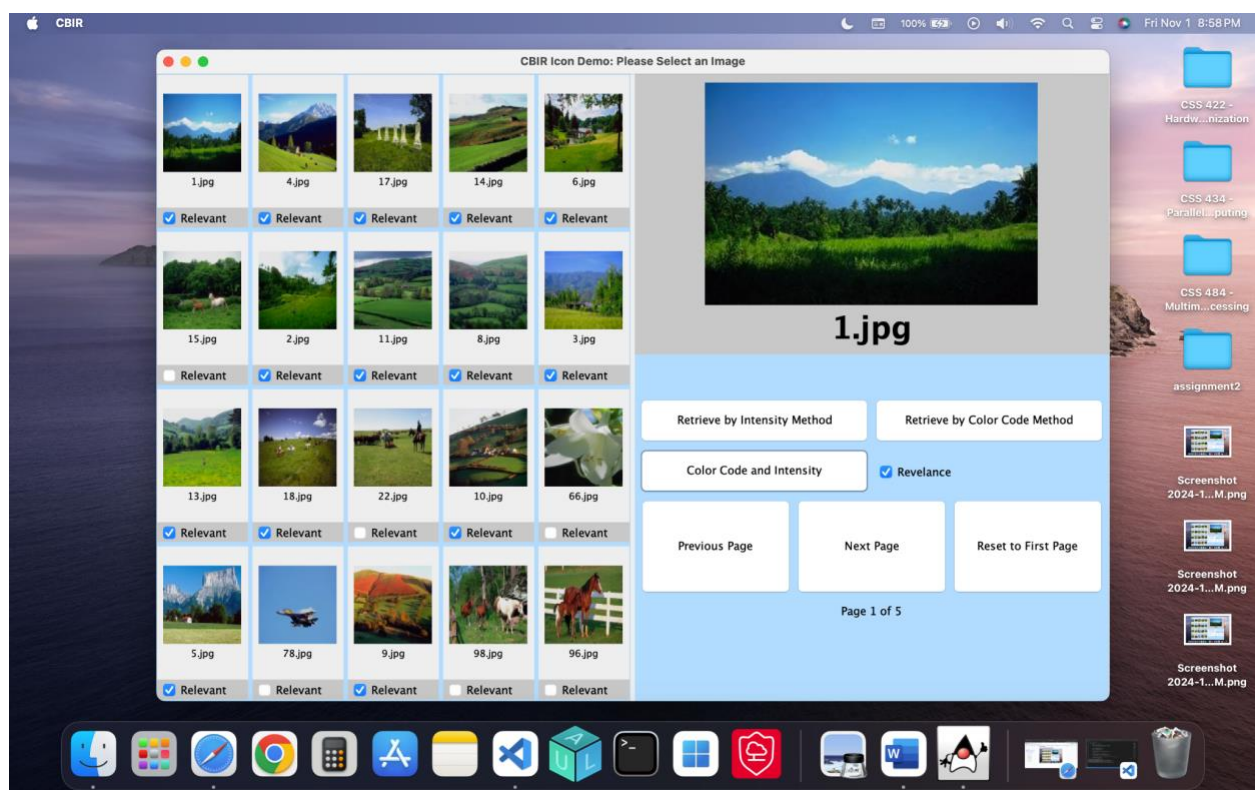 CBIR
100%
Fri Nov 1 8:58 PM
CBIR Icon Demo: Please Select an Image
1.jpg 4.jpg 17.jpg 14.jpg 6.jpg
Relevant Relevant Relevant Relevant Relevant
15.jpg 2.jpg 11.jpg 8.jpg 3.jpg
Relevant Relevant Relevant Relevant Relevant
13.jpg 18.jpg 22.jpg 10.jpg 66.jpg
Relevant Relevant Relevant Relevant Relevant
5.jpg 78.jpg 9.jpg 98.jpg 96.jpg
Relevant Relevant Relevant Relevant Relevant
1.jpg
Retrieve by Intensity Method Retrieve by Color Code Method
Color Code and Intensity Revelance
Previous Page Next Page Reset to First Page
Page 1 of 5
CSS 422 -
Hardw...nization
CSS 434 -
Parallel...puting
CSS 484 -
Multim...cessing
assignment2
Screenshot
2024-1...M.png
Screenshot
2024-1...M.png
Screenshot
2024-1...M.png
>_
W